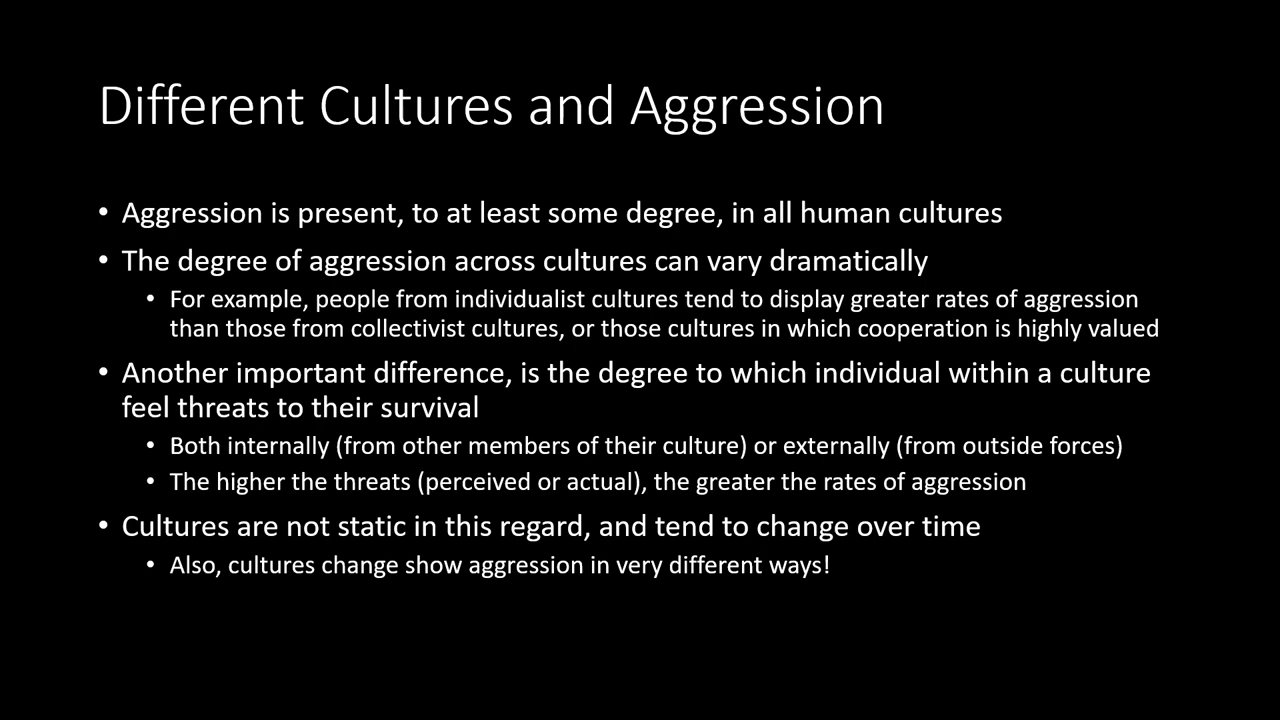 Different Cultures and Aggression
• Aggression is present, to at least some degree, in all human cultures
• The degree of aggression across cultures can vary dramatically
• For example, people from individualist cultures tend to display greater rates of aggression
than those from collectivist cultures, or those cultures in which cooperation is highly valued
• Another important difference, is the degree to which individual within a culture
feel threats to their survival
• Both internally (from other members of their culture) or externally (from outside forces)
• The higher the threats (perceived or actual), the greater the rates of aggression
• Cultures are not static in this regard, and tend to change over time
• Also, cultures change show aggression in very different ways!